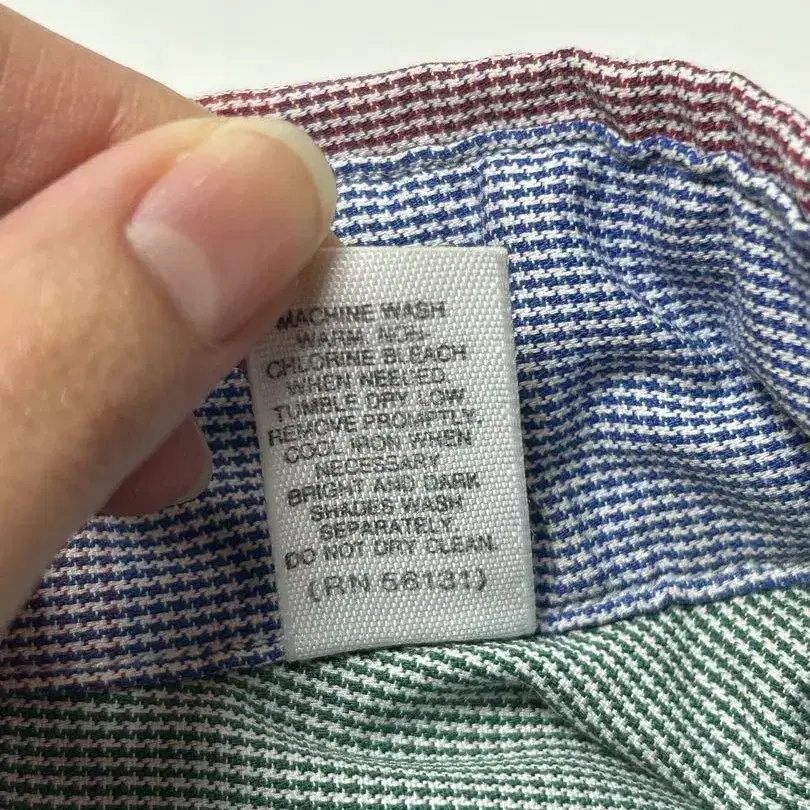 MACHINE WASH
WARM, NON-
CHLORINE BLEACH
WHEN NEEDED.
TUMBLE DRY LOW
REMOVE PROMPTLY.
COOL IRON WHEN
NECESSARY
BRIGHT AND DARK
SHADES WASH
SEPARATELY.
DO NOT DRY CLEAN.
(RN 56131)